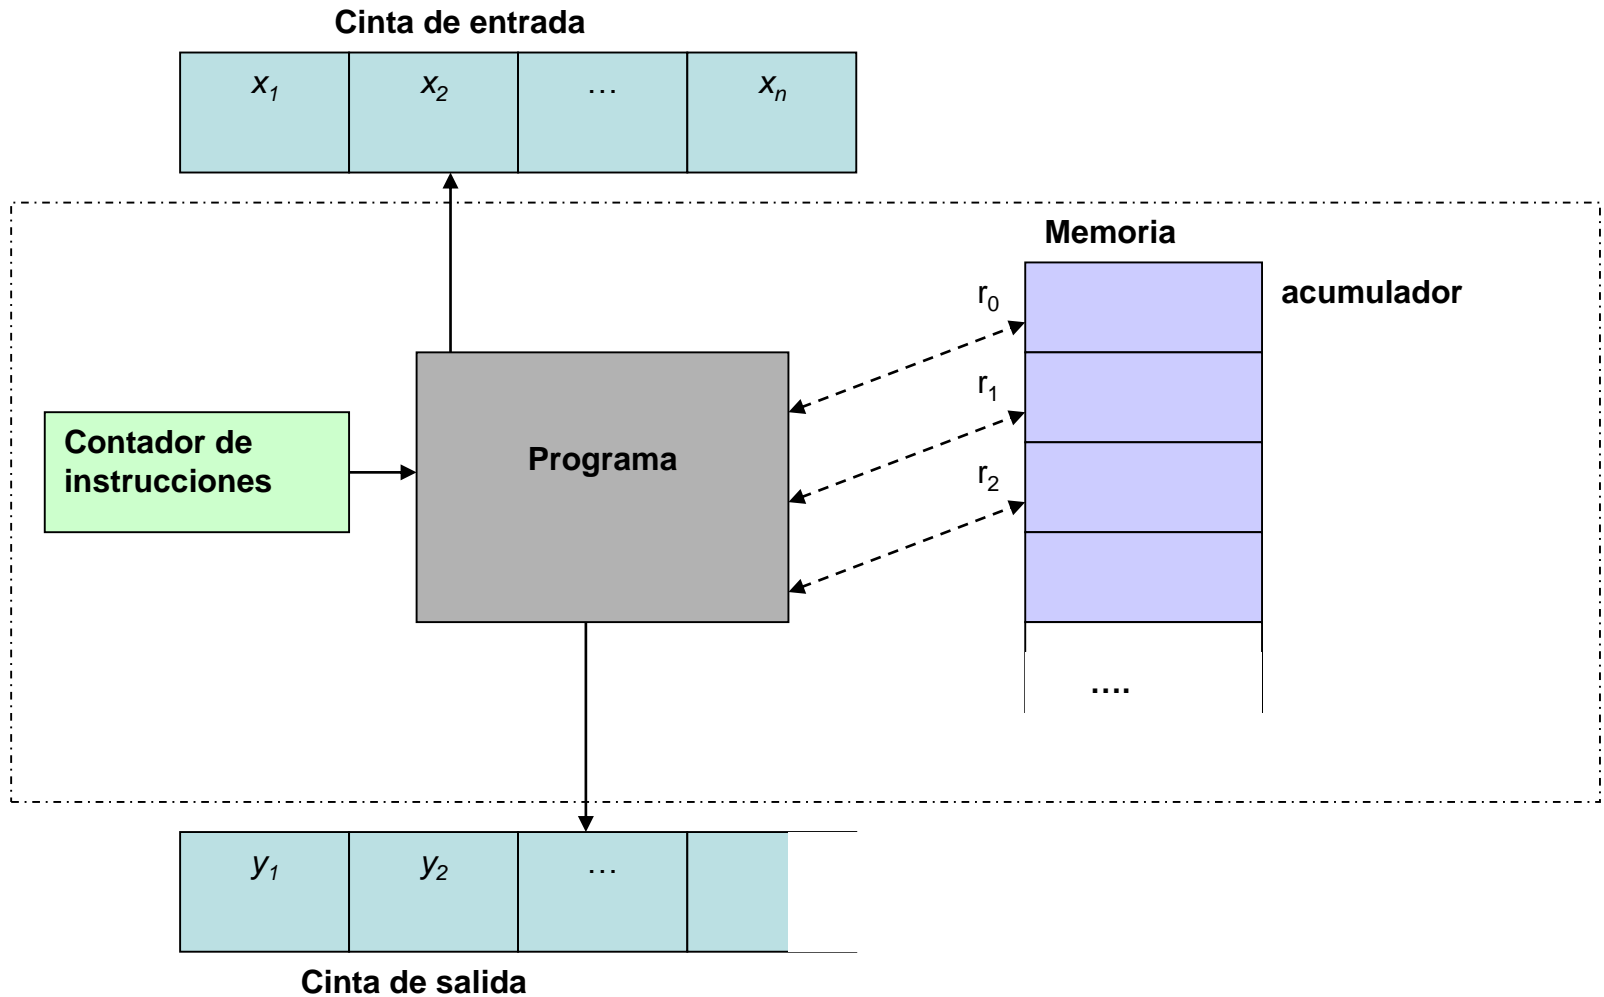 Cinta de entrada
x1 x2 … xn
Memoria
r0 acumulador
r1
Contador de
instrucciones
Programa
r2
....
y1 y2 …
Cinta de salida